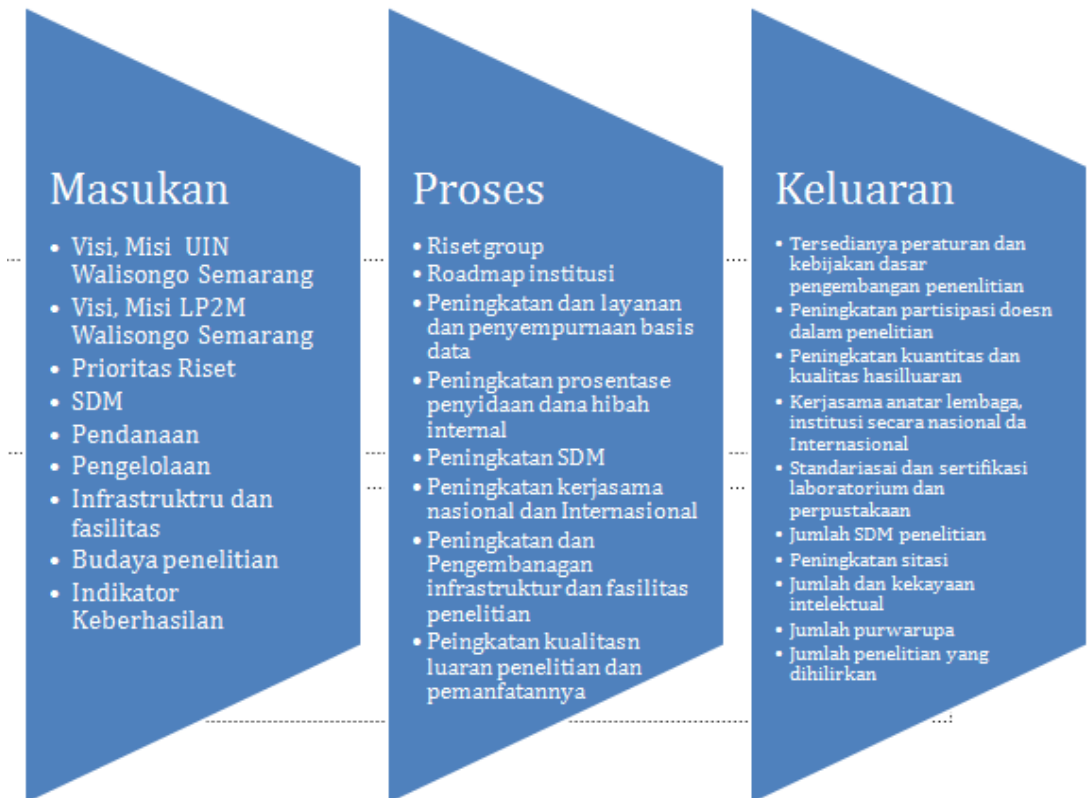 Masukan
• Visi, Misi UIN
Walisongo Semarang
• Visi, Misi LP2M
Walisongo Semarang
• Prioritas Riset
• SDM
• Pendanaan
• Pengelolaan
• Infrastruktru dan
fasilitas
• Budaya penelitian
• Indikator
Keberhasilan
Proses
• Riset group
• Roadmap institusi
• Peningkatan dan layanan
dan penyempurnaan basis
data
• Peningkatan prosentase
penyidaan dana hibah
internal
• Peningkatan SDM
• Peningkatan kerjasama
nasional dan Internasional
• Peningkatan dan
Pengembanagan
infrastruktur dan fasilitas
penelitian
• Peingkatan kualitasn
luaran penelitian dan
pemanfatannya
Keluaran
• Tersedianya peraturan dan
kebijakan dasar
pengembangan penenlitian
• Peningkatan partisipasi doesn
dalam penelitian
• Peningkatan kuantitas dan
kualitas hasilluaran
• Kerjasama anatar lembaga,
institusi secara nasional da
Internasional
• Standariasai dan sertifikasi
laboratorium dan
perpustakaan
• Jumlah SDM penelitian
• Peningkatan sitasi
• Jumlah dan kekayaan
intelektual
• Jumlah purwarupa
• Jumlah penelitian yang
dihilirkan